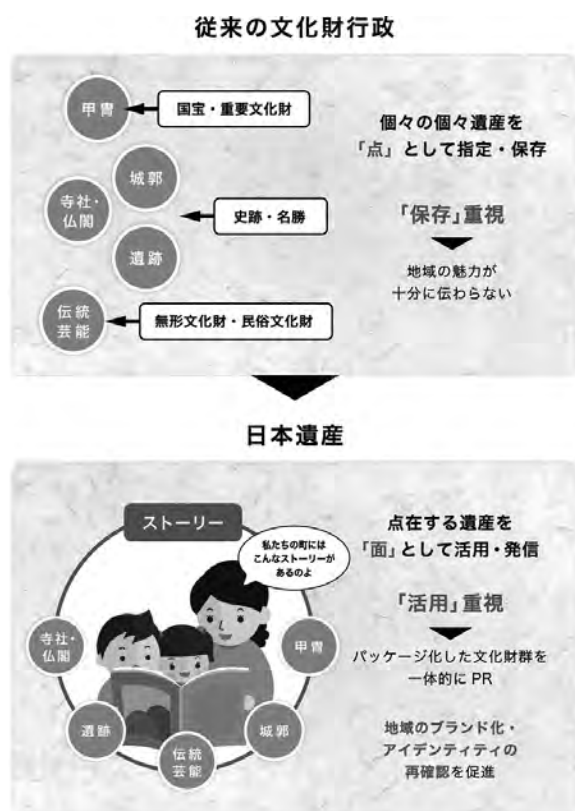 従来の文化財行政
甲冑
国宝・重要文化財
城郭
寺社・
仏閣
史跡・名勝
遺跡
伝統
芸能
無形文化財・民俗文化財
個々の個々遺産を
「点」として指定・保存
「保存」重視
地域の魅力が
十分に伝わらない
日本遺産
ストーリー
私たちの町には
こんなストーリーが
あるのよ
寺社・
仏閣
甲冑
遺跡
城郭
伝統
芸能
点在する遺産を
「面」として活用・発信
「活用」重視
パッケージ化した文化財群を
一体的に PR
地域のブランド化・
アイデンティティの
再確認を促進